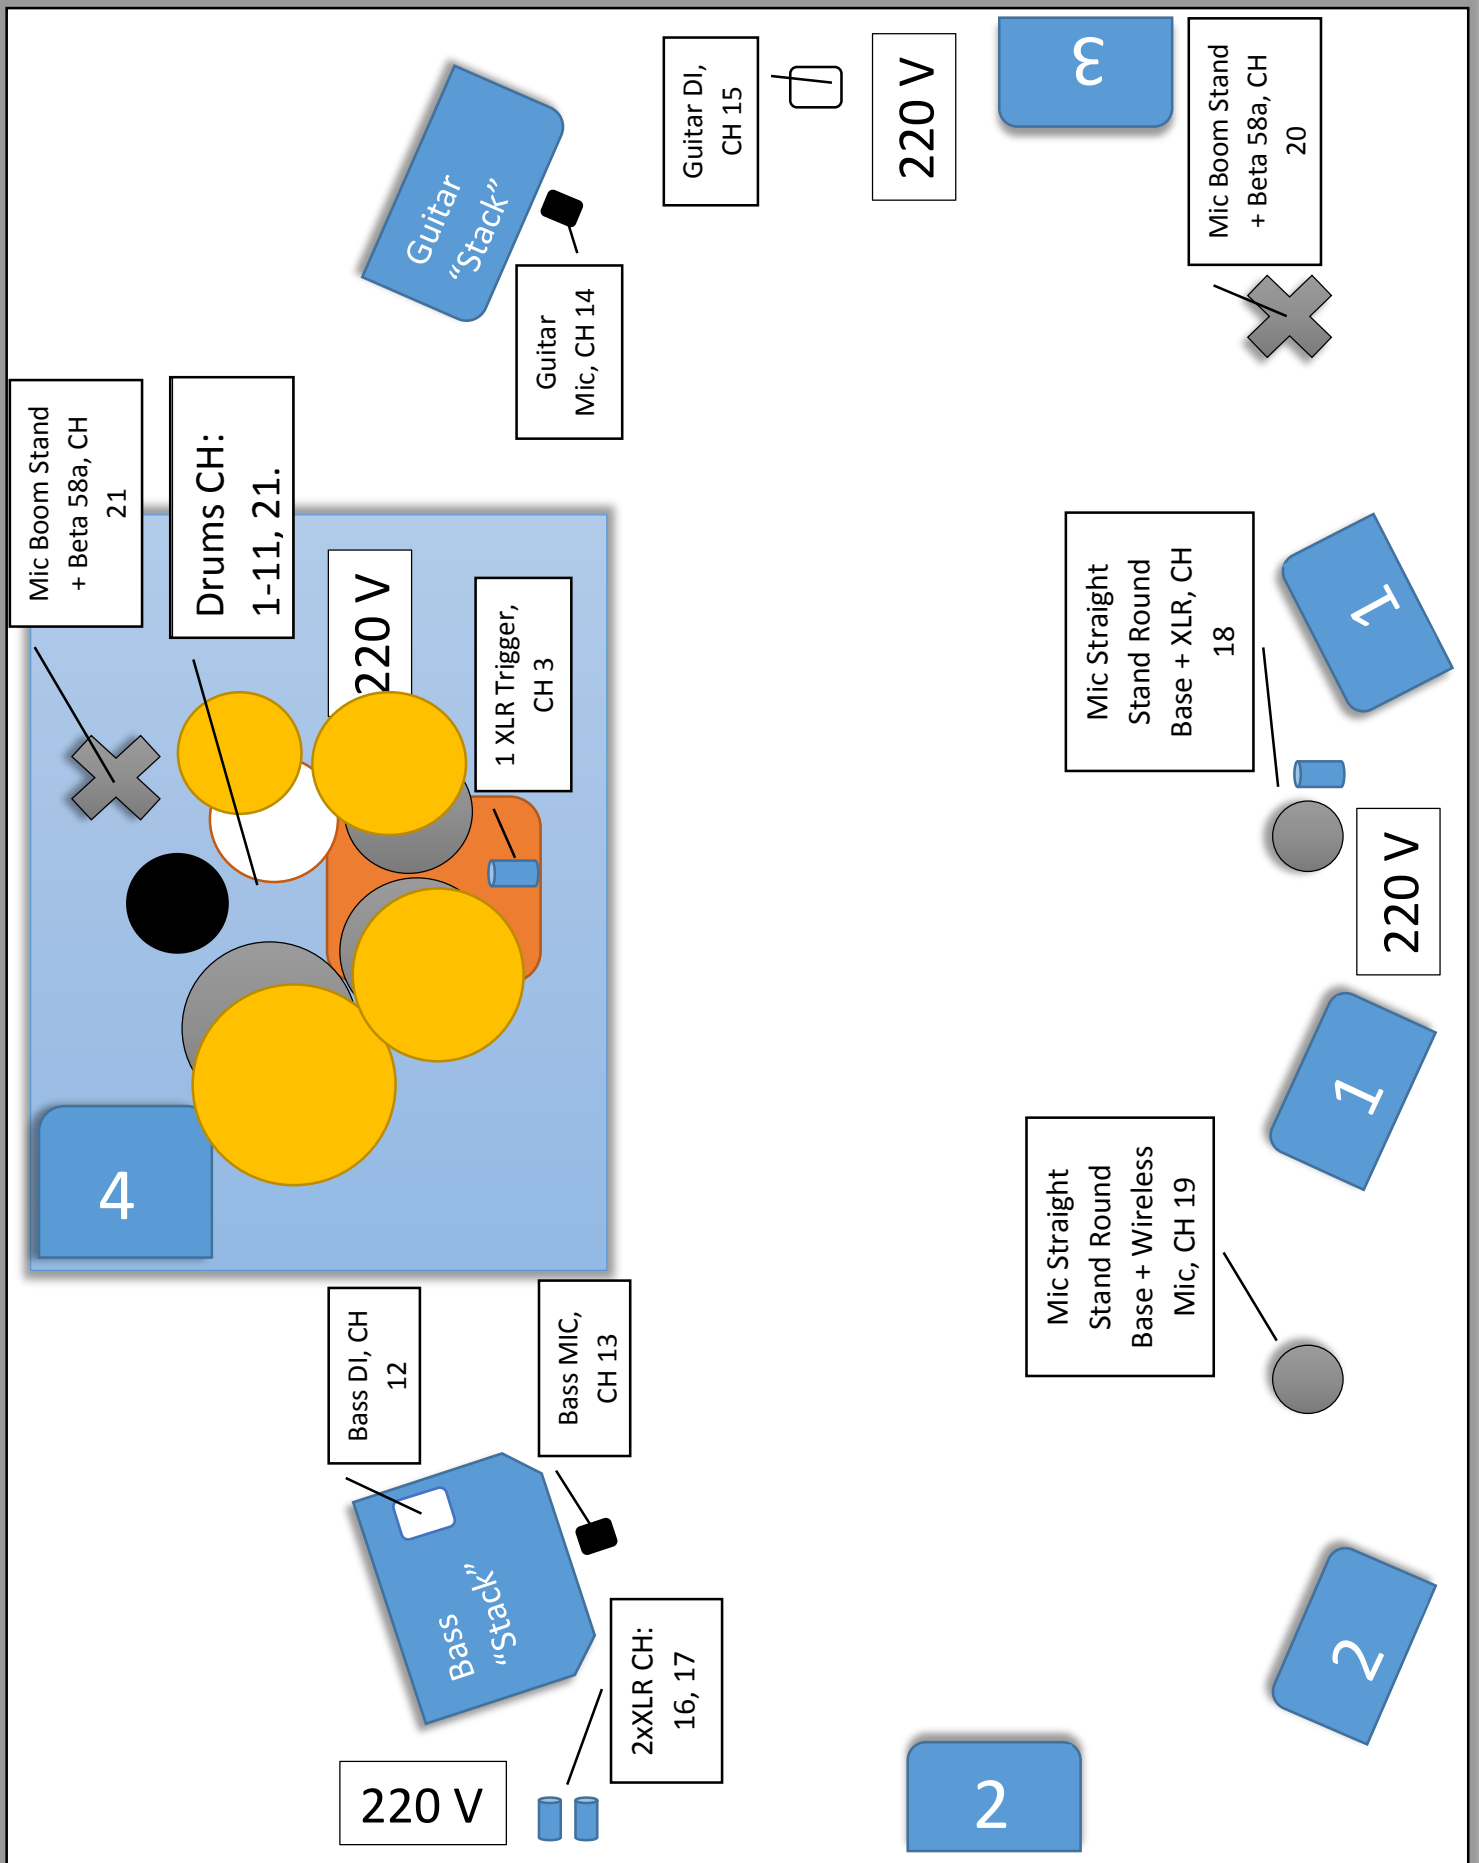 Mic Boom Stand
+ Beta 58a, CH
21
Drums CH:
1-11, 21.
220 V
1 XLR Trigger,
CH 3
4
Guitar
“Stack”
Guitar
Mic, CH 14
Guitar DI,
CH 15
220 V
3
Mic Boom Stand
+ Beta 58a, CH
20
Bass DI, CH
12
Bass MIC,
CH 13
Bass
“Stack”
2xXLR CH:
16, 17
220 V
Mic Straight
Stand Round
Base + XLR, CH
18
1
220 V
1
Mic Straight
Stand Round
Base + Wireless
Mic, CH 19
2
2